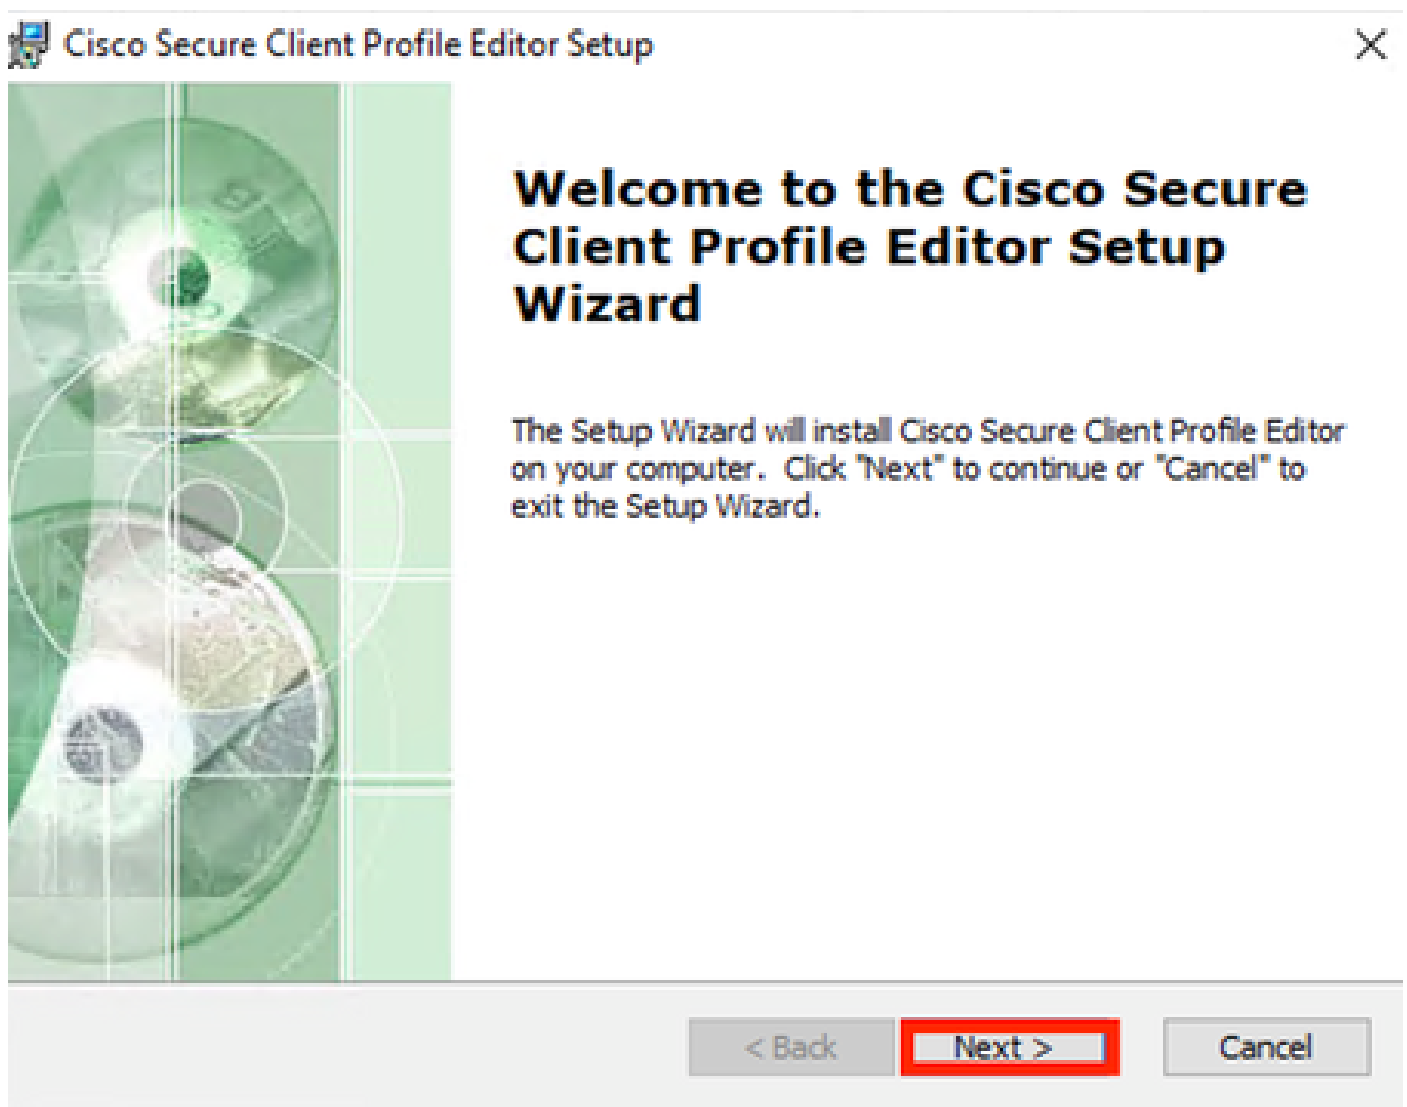 Cisco Secure Client Profile Editor Setup
Welcome to the Cisco Secure
Client Profile Editor Setup
Wizard
The Setup Wizard will install Cisco Secure Client Profile Editor
on your computer.  Click "Next" to continue or "Cancel" to
exit the Setup Wizard.
< Back
Next >
Cancel